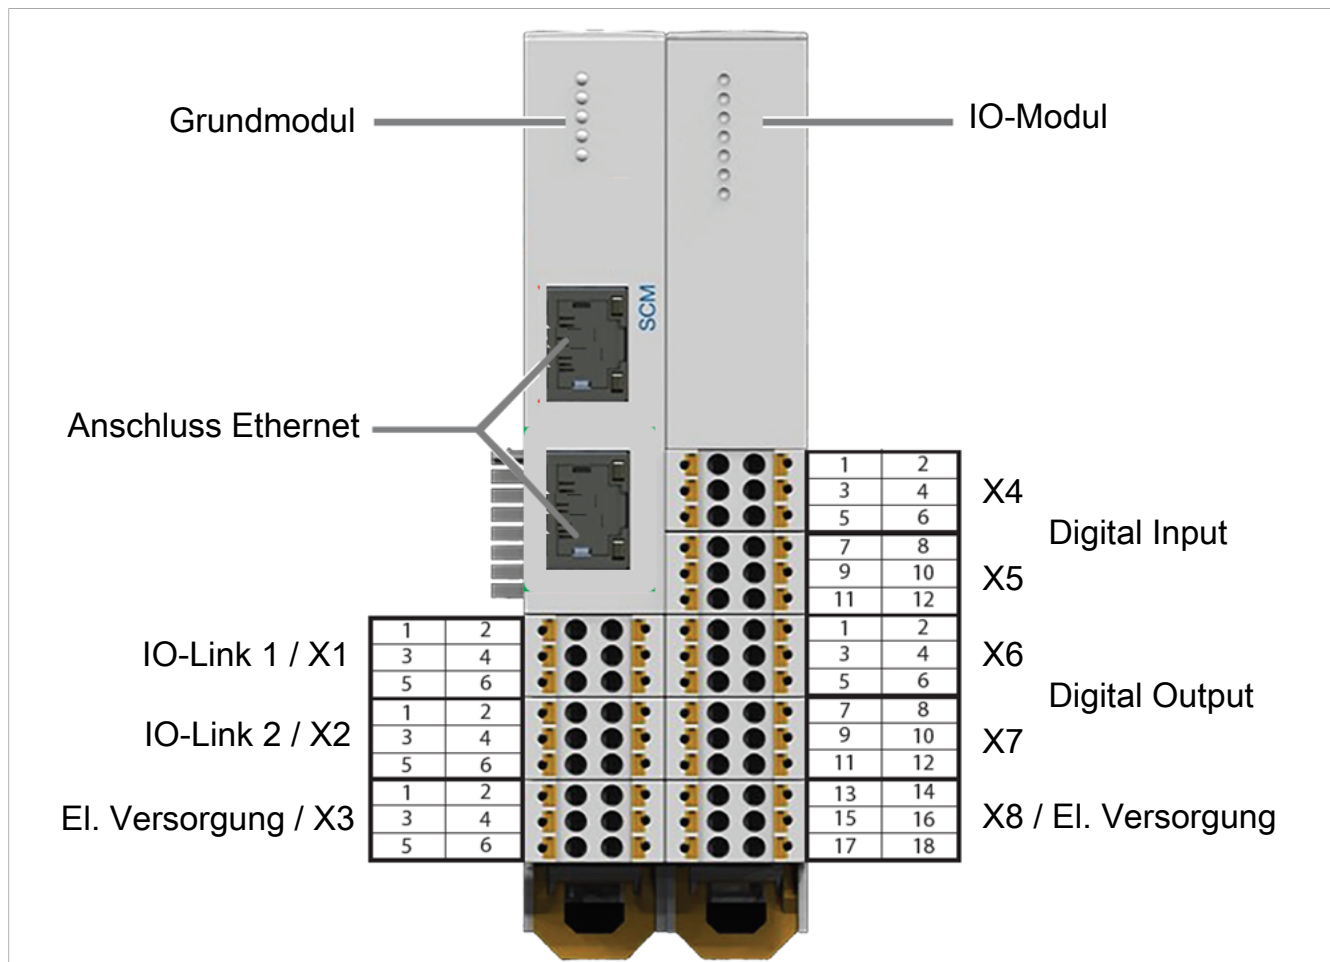 Grundmodul
IO-Modul
SCM
Anschluss Ethernet
1 2
3 4
5 6
X4
Digital Input
7 8
9 10
11 12
X5
IO-Link 1 / X1
1 2
3 4
5 6
1 2
3 4
5 6
X6
Digital Output
IO-Link 2 / X2
1 2
3 4
5 6
7 8
9 10
11 12
X7
El. Versorgung / X3
1 2
3 4
5 6
13 14
15 16
17 18
X8 / El. Versorgung